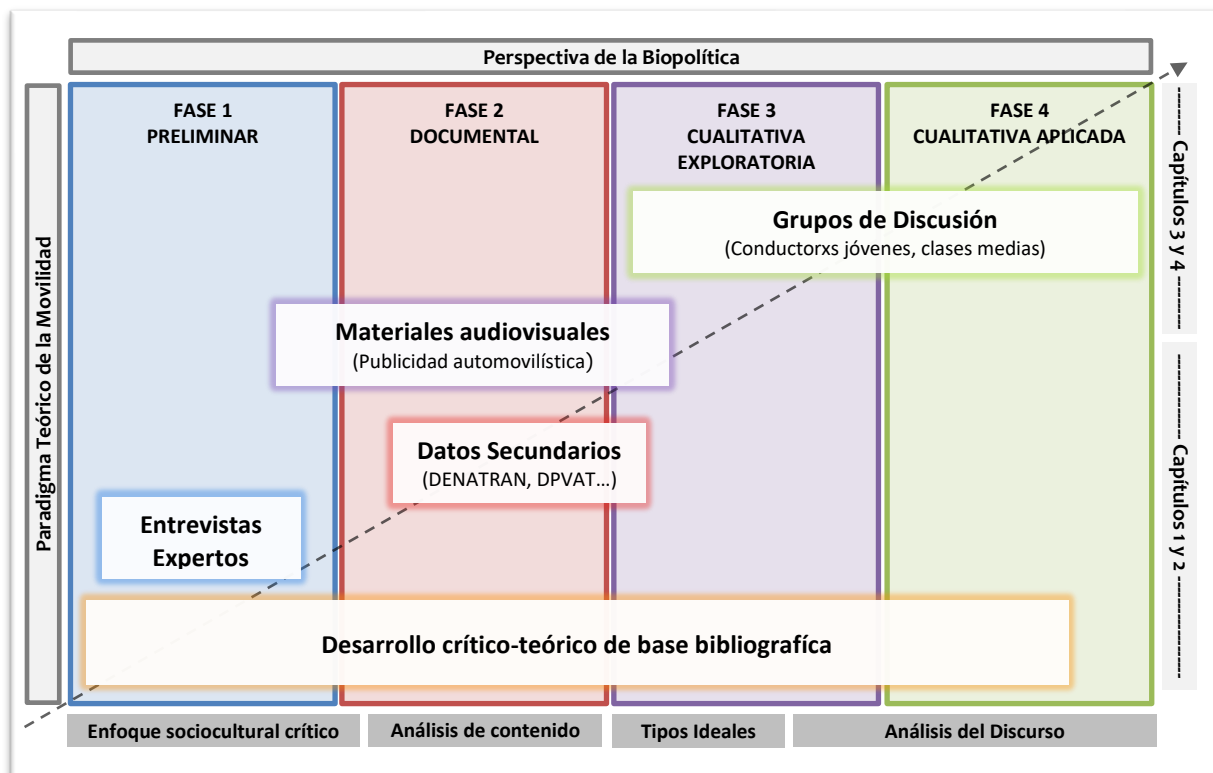 Perspectiva de la Biopolítica
Paradigma Teórico de la Movilidad
FASE 1
PRELIMINAR
FASE 2
DOCUMENTAL
FASE 3
CUALITATIVA
EXPLORATORIA
FASE 4
CUALITATIVA APLICADA
Grupos de Discusión
(Conductorxs jóvenes, clases medias)
Materiales audiovisuales
(Publicidad automovilística)
Datos Secundarios
(DENATRAN, DPVAT...)
Entrevistas
Expertos
Desarrollo crítico-teórico de base bibliografíca
-------- Capítulos 3 y 4 --------
------------ Capítulos 1 y 2 ------------
Enfoque sociocultural crítico
Análisis de contenido
Tipos Ideales
Análisis del Discurso